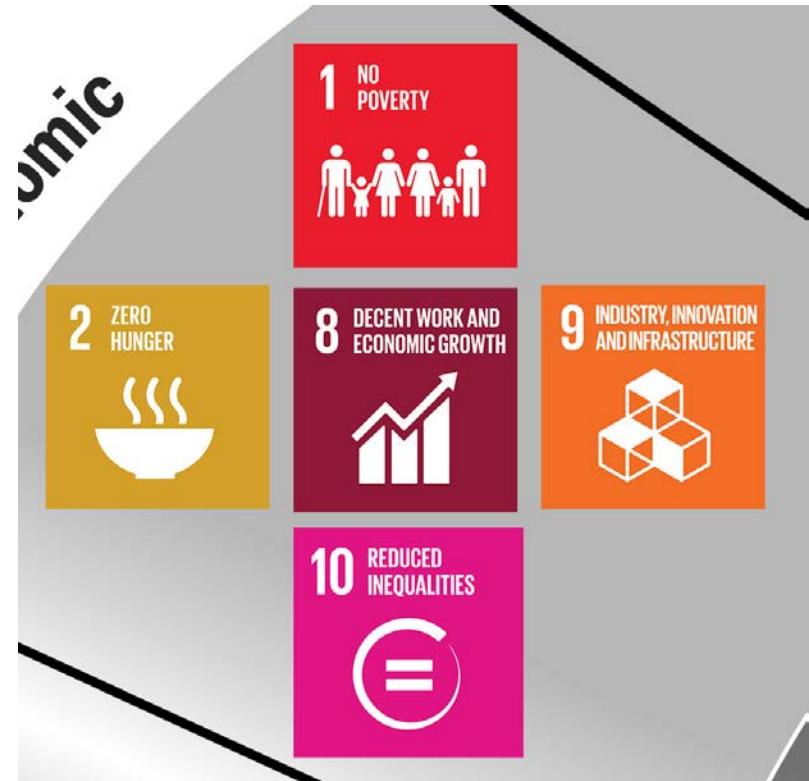 omic
1 NO
POVERTY
2 ZERO
HUNGER
8 DECENT WORK AND
ECONOMIC GROWTH
9 INDUSTRY, INNOVATION
AND INFRASTRUCTURE
10 REDUCED
INEQUALITIES